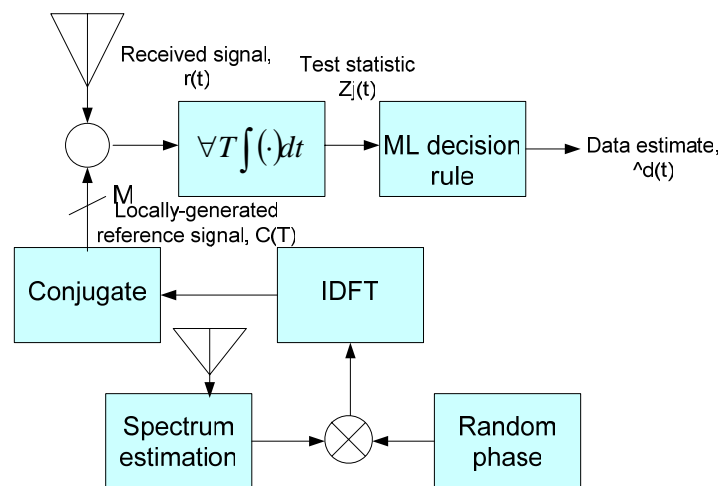 Received signal,
r(t)
Test statistic
Zj(t)
∀T∫(·)dt
ML decision
rule
Data estimate,
^d(t)
M
Locally-generated
reference signal, C(T)
Conjugate
IDFT
Spectrum
estimation
Random
phase